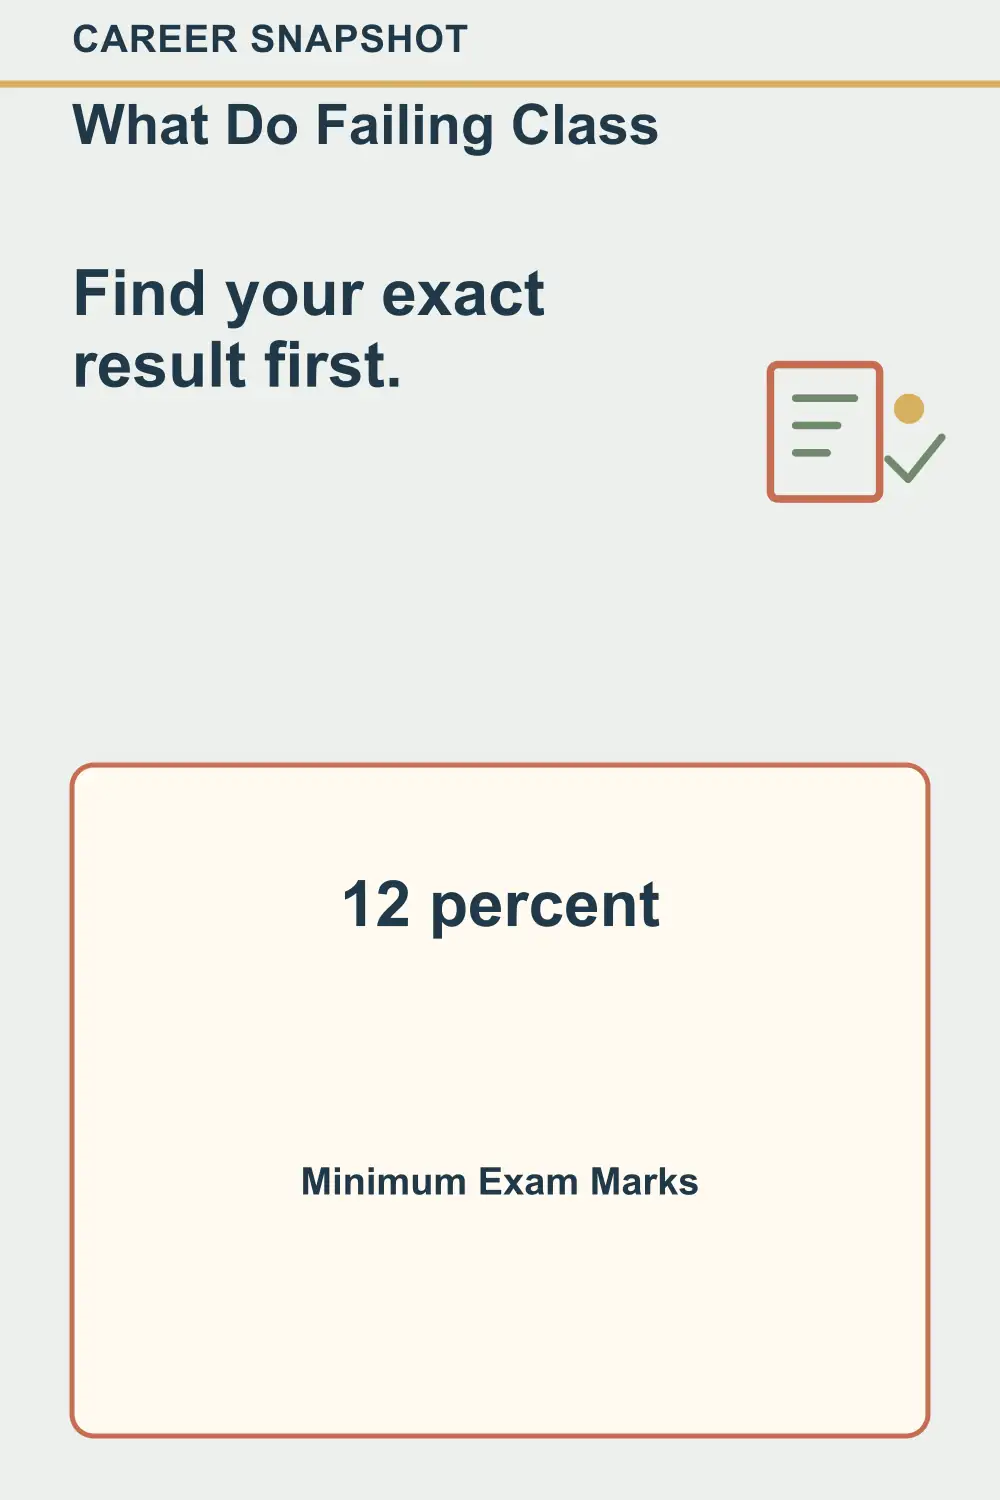 CAREER SNAPSHOT
What Do Failing Class
Find your exact
result first.
12 percent
Minimum Exam Marks